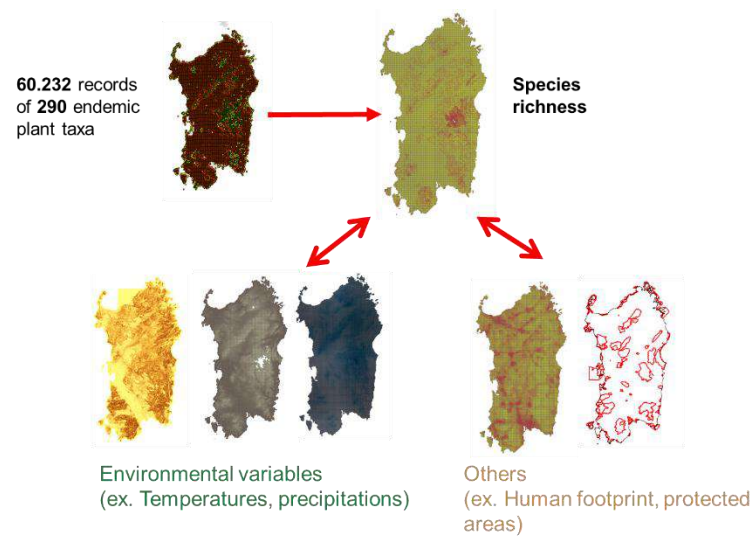 60.232 records
of 290 endemic
plant taxa
Species
richness
Environmental variables
(ex. Temperatures, precipitations)
Others
(ex. Human footprint, protected
areas)